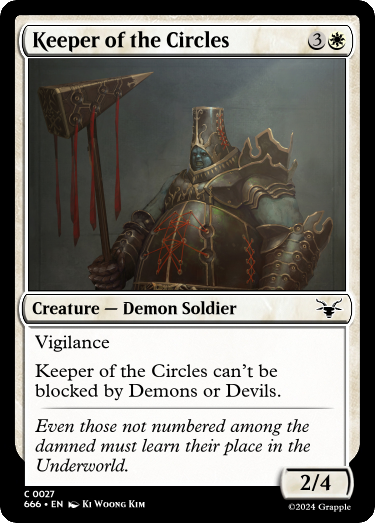 Keeper of the Circles 3
Creature — Demon Soldier
Vigilance
Keeper of the Circles can't be
blocked by Demons or Devils.
Even those not numbered among the
damned must learn their place in the
Underworld.
2/4
C 0027
666 • EN Ki Woong Kim
©2024 Grapple